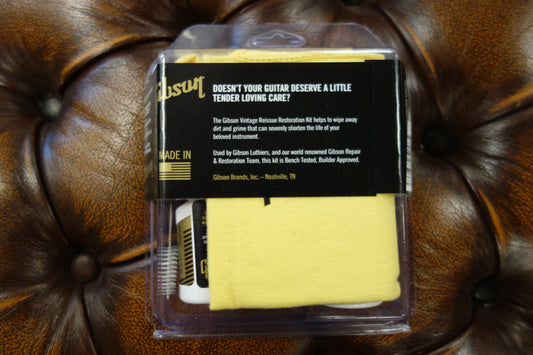 Gibson
DOESN'T YOUR GUITAR DESERVE A LITTLE
TENDER LOVING CARE?
The Gibson Vintage Reissue Restoration Kit helps to wipe away
dirt and grime that can severely shorten the life of your
beloved instrument.
MADE IN
Used by Gibson Luthiers, and our world renowned Gibson Repair
& Restoration Team, this kit is Bench Tested, Builder Approved.
Gibson Brands, Inc. – Nashville, TN